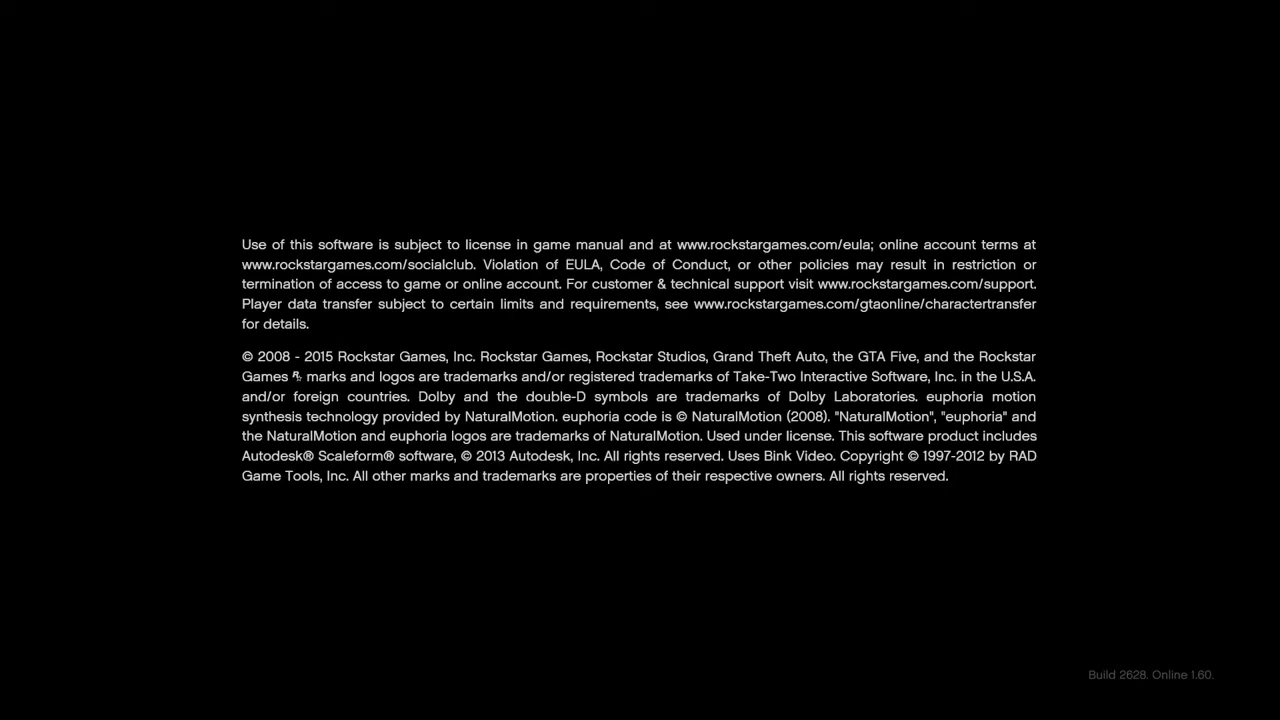 Use of this software is subject to license in game manual and at www.rockstargames.com/eula; online account terms at
www.rockstargames.com/socialclub. Violation of EULA, Code of Conduct, or other policies may result in restriction or
termination of access to game or online account. For customer & technical support visit www.rockstargames.com/support.
Player data transfer subject to certain limits and requirements, see www.rockstargames.com/gtaonline/charactertransfer
for details.
© 2008 - 2015 Rockstar Games, Inc. Rockstar Games, Rockstar Studios, Grand Theft Auto, the GTA Five, and the Rockstar
Games R* marks and logos are trademarks and/or registered trademarks of Take-Two Interactive Software, Inc. in the U.S.A.
and/or foreign countries. Dolby and the double-D symbols are trademarks of Dolby Laboratories. euphoria motion
synthesis technology provided by NaturalMotion. euphoria code is © NaturalMotion (2008). "NaturalMotion", "euphoria" and
the NaturalMotion and euphoria logos are trademarks of NaturalMotion. Used under license. This software product includes
Autodesk® Scaleform® software, © 2013 Autodesk, Inc. All rights reserved. Uses Bink Video. Copyright © 1997-2012 by RAD
Game Tools, Inc. All other marks and trademarks are properties of their respective owners. All rights reserved.
Build 2628. Online 1.60.